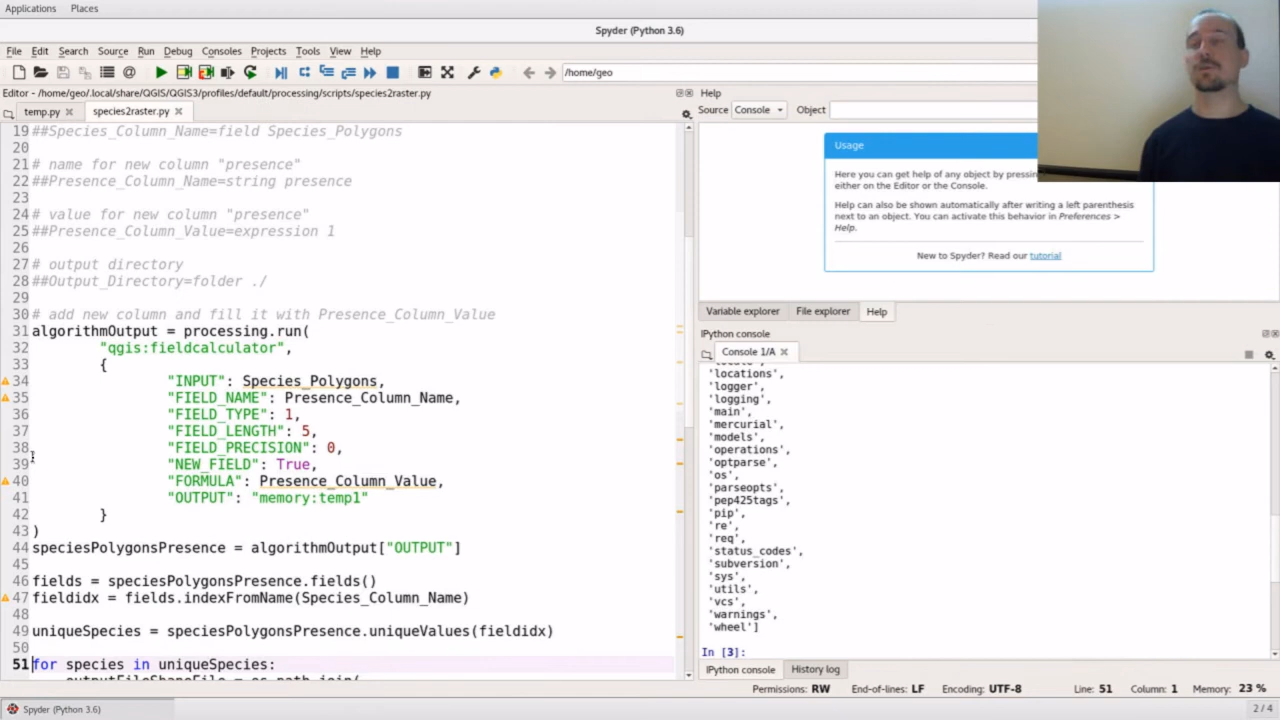 Applications Places
Spyder (Python 3.6)
File Edit Search Source Run Debug Consoles Projects Tools View Help
/home/geo
Editor - /home/geo/.local/share/QGIS/QGIS3/profiles/default/processing/scripts/species2raster.py
temp.py species2raster.py
19 ##Species_Column_Name=field Species_Polygons
20
21 # name for new column "presence"
22 ##Presence_Column_Name=string presence
23
24 # value for new column "presence"
25 ##Presence_Column_Value=expression 1
26
27 # output directory
28 ##Output_Directory=folder ./
29
30 # add new column and fill it with Presence_Column_Value
31 algorithmOutput = processing.run(
32 "qgis:fieldcalculator",
33 {
34 "INPUT": Species_Polygons,
35 "FIELD_NAME": Presence_Column_Name,
36 "FIELD_TYPE": 1,
37 "FIELD_LENGTH": 5,
38 "FIELD_PRECISION": 0,
39 "NEW_FIELD": True,
40 "FORMULA": Presence_Column_Value,
41 "OUTPUT": "memory:temp1"
42 }
43 )
44 speciesPolygonsPresence = algorithmOutput["OUTPUT"]
45
46 fields = speciesPolygonsPresence.fields()
47 fieldidx = fields.indexFromName(Species_Column_Name)
48
49 uniqueSpecies = speciesPolygonsPresence.uniqueValues(fieldidx)
50
51 for species in uniqueSpecies:
Help
Source Console Object
Usage
Here you can get help of any object by pressing
either on the Editor or the Console.
Help can also be shown automatically after writing a left parenthesis
next to an object. You can activate this behavior in Preferences >
Help.
New to Spyder? Read our tutorial
Variable explorer File explorer Help
IPython console
Console 1/A
'locations',
'logger',
'logging',
'main',
'mercurial',
'models',
'operations',
'optparse',
'os',
'parseopts',
'pep425tags',
'pip',
're',
'req',
'status_codes',
'subversion',
'sys',
'utils',
'vcs',
'warnings',
'wheel']
In [3]:
IPython console History log
Permissions: RW End-of-lines: LF Encoding: UTF-8 Line: 51 Column: 1 Memory: 23 %
Spyder (Python 3.6) 2 / 4